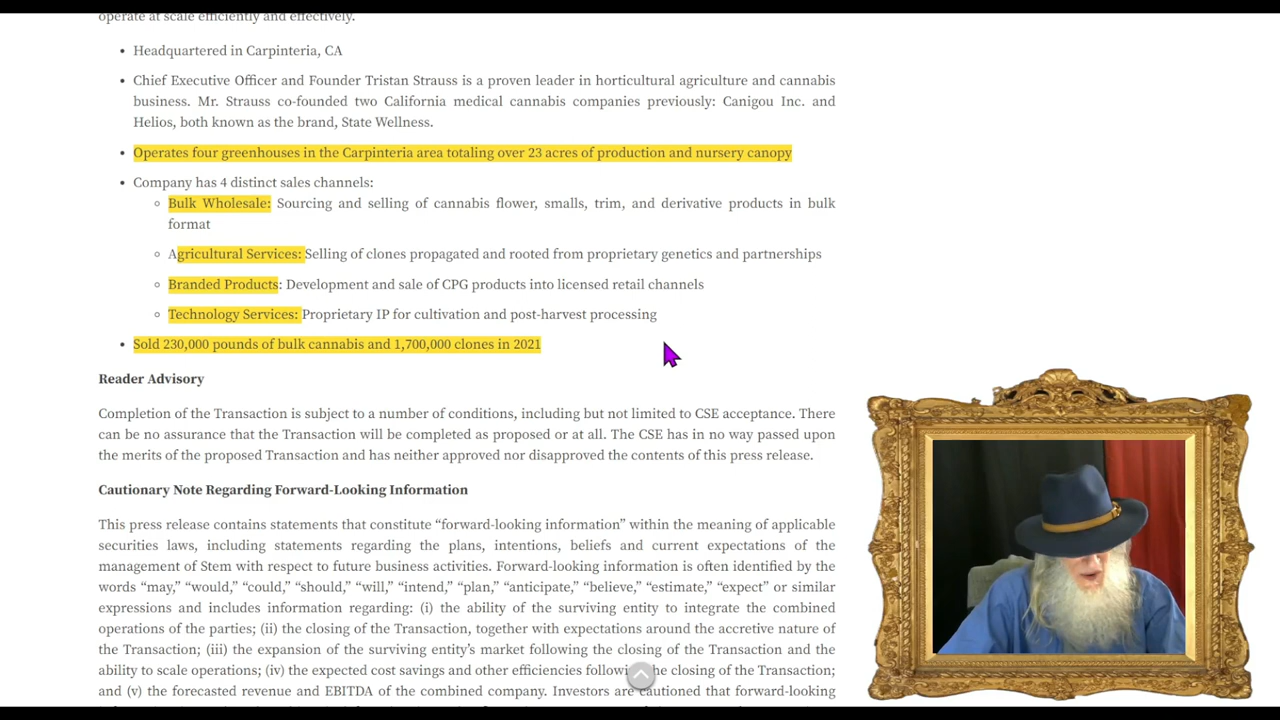 operate at scale efficiently and effectively.
• Headquartered in Carpinteria, CA
• Chief Executive Officer and Founder Tristan Strauss is a proven leader in horticultural agriculture and cannabis
business. Mr. Strauss co-founded two California medical cannabis companies previously: Canigou Inc. and
Helios, both known as the brand, State Wellness.
• Operates four greenhouses in the Carpinteria area totaling over 23 acres of production and nursery canopy
• Company has 4 distinct sales channels:
◦ Bulk Wholesale: Sourcing and selling of cannabis flower, smalls, trim, and derivative products in bulk
format
◦ Agricultural Services: Selling of clones propagated and rooted from proprietary genetics and partnerships
◦ Branded Products: Development and sale of CPG products into licensed retail channels
◦ Technology Services: Proprietary IP for cultivation and post-harvest processing
• Sold 230,000 pounds of bulk cannabis and 1,700,000 clones in 2021
Reader Advisory
Completion of the Transaction is subject to a number of conditions, including but not limited to CSE acceptance. There
can be no assurance that the Transaction will be completed as proposed or at all. The CSE has in no way passed upon
the merits of the proposed Transaction and has neither approved nor disapproved the contents of this press release.
Cautionary Note Regarding Forward-Looking Information
This press release contains statements that constitute “forward-looking information” within the meaning of applicable
securities laws, including statements regarding the plans, intentions, beliefs and current expectations of the
management of Stem with respect to future business activities. Forward-looking information is often identified by the
words “may,” “would,” “could,” “should,” “will,” “intend,” “plan,” “anticipate,” “believe,” “estimate,” “expect” or similar
expressions and includes information regarding: (i) the ability of the surviving entity to integrate the combined
operations of the parties; (ii) the closing of the Transaction, together with expectations around the accretive nature of
the Transaction; (iii) the expansion of the surviving entity’s market following the closing of the Transaction and the
ability to scale operations; (iv) the expected cost savings and other efficiencies the closing of the Transaction;
and (v) the forecasted revenue and EBITDA of the combined company. Investors are cautioned that forward-looking